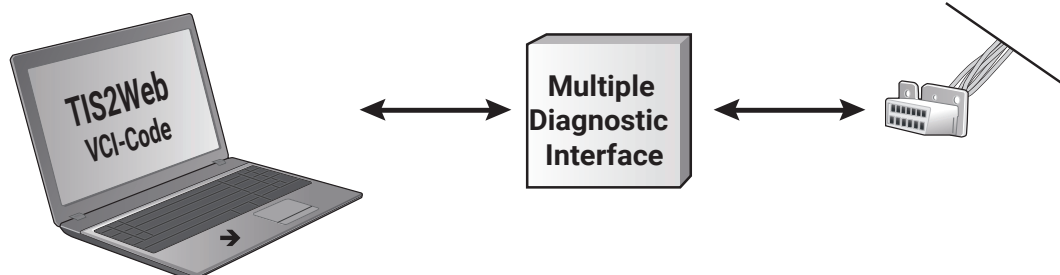 TIS2Web
VCI-Code
Multiple
Diagnostic
Interface